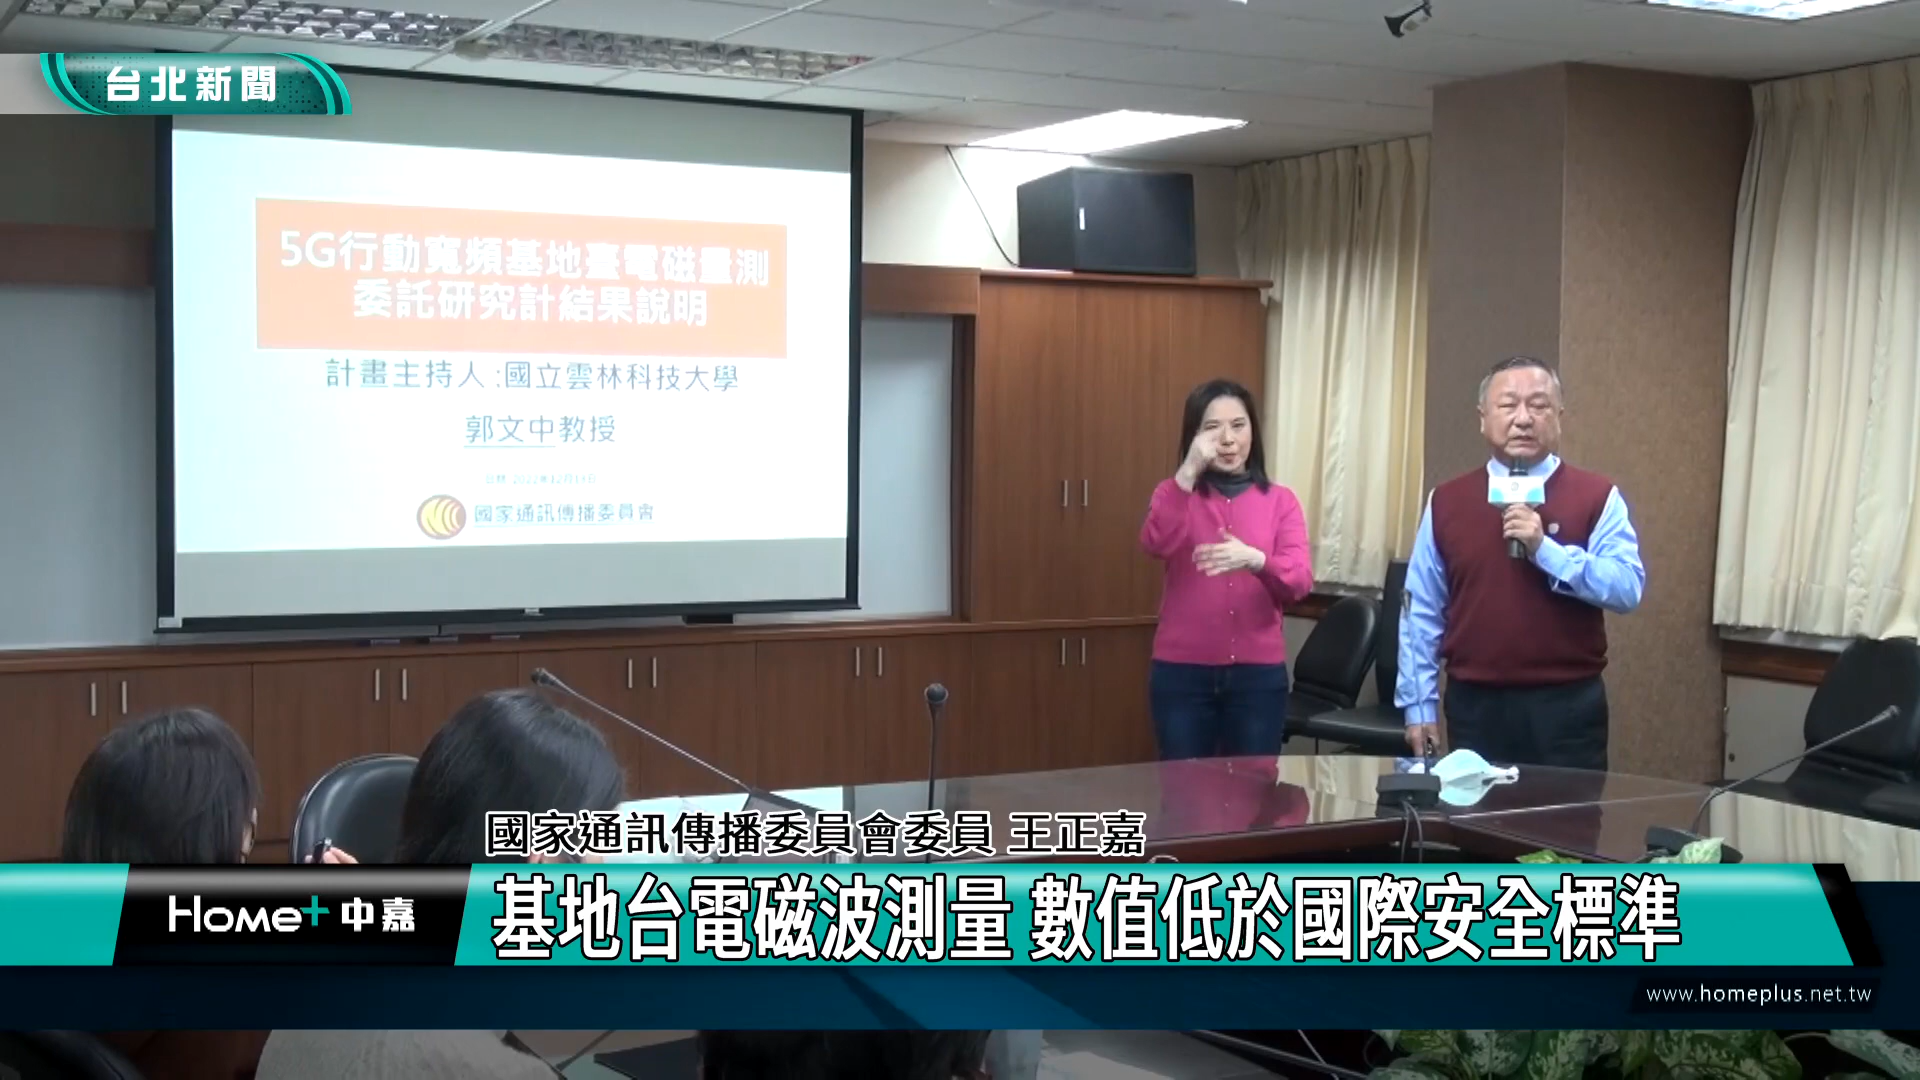 台北新聞
5G行動寬頻基地臺電磁量測
委託研究計結果說明
計畫主持人:國立雲林科技大學
郭文中教授
國家通訊傳播委員會
國家通訊傳播委員會委員 王正嘉
Home+中嘉
基地台電磁波測量 數值低於國際安全標準
www.homeplus.net.tw